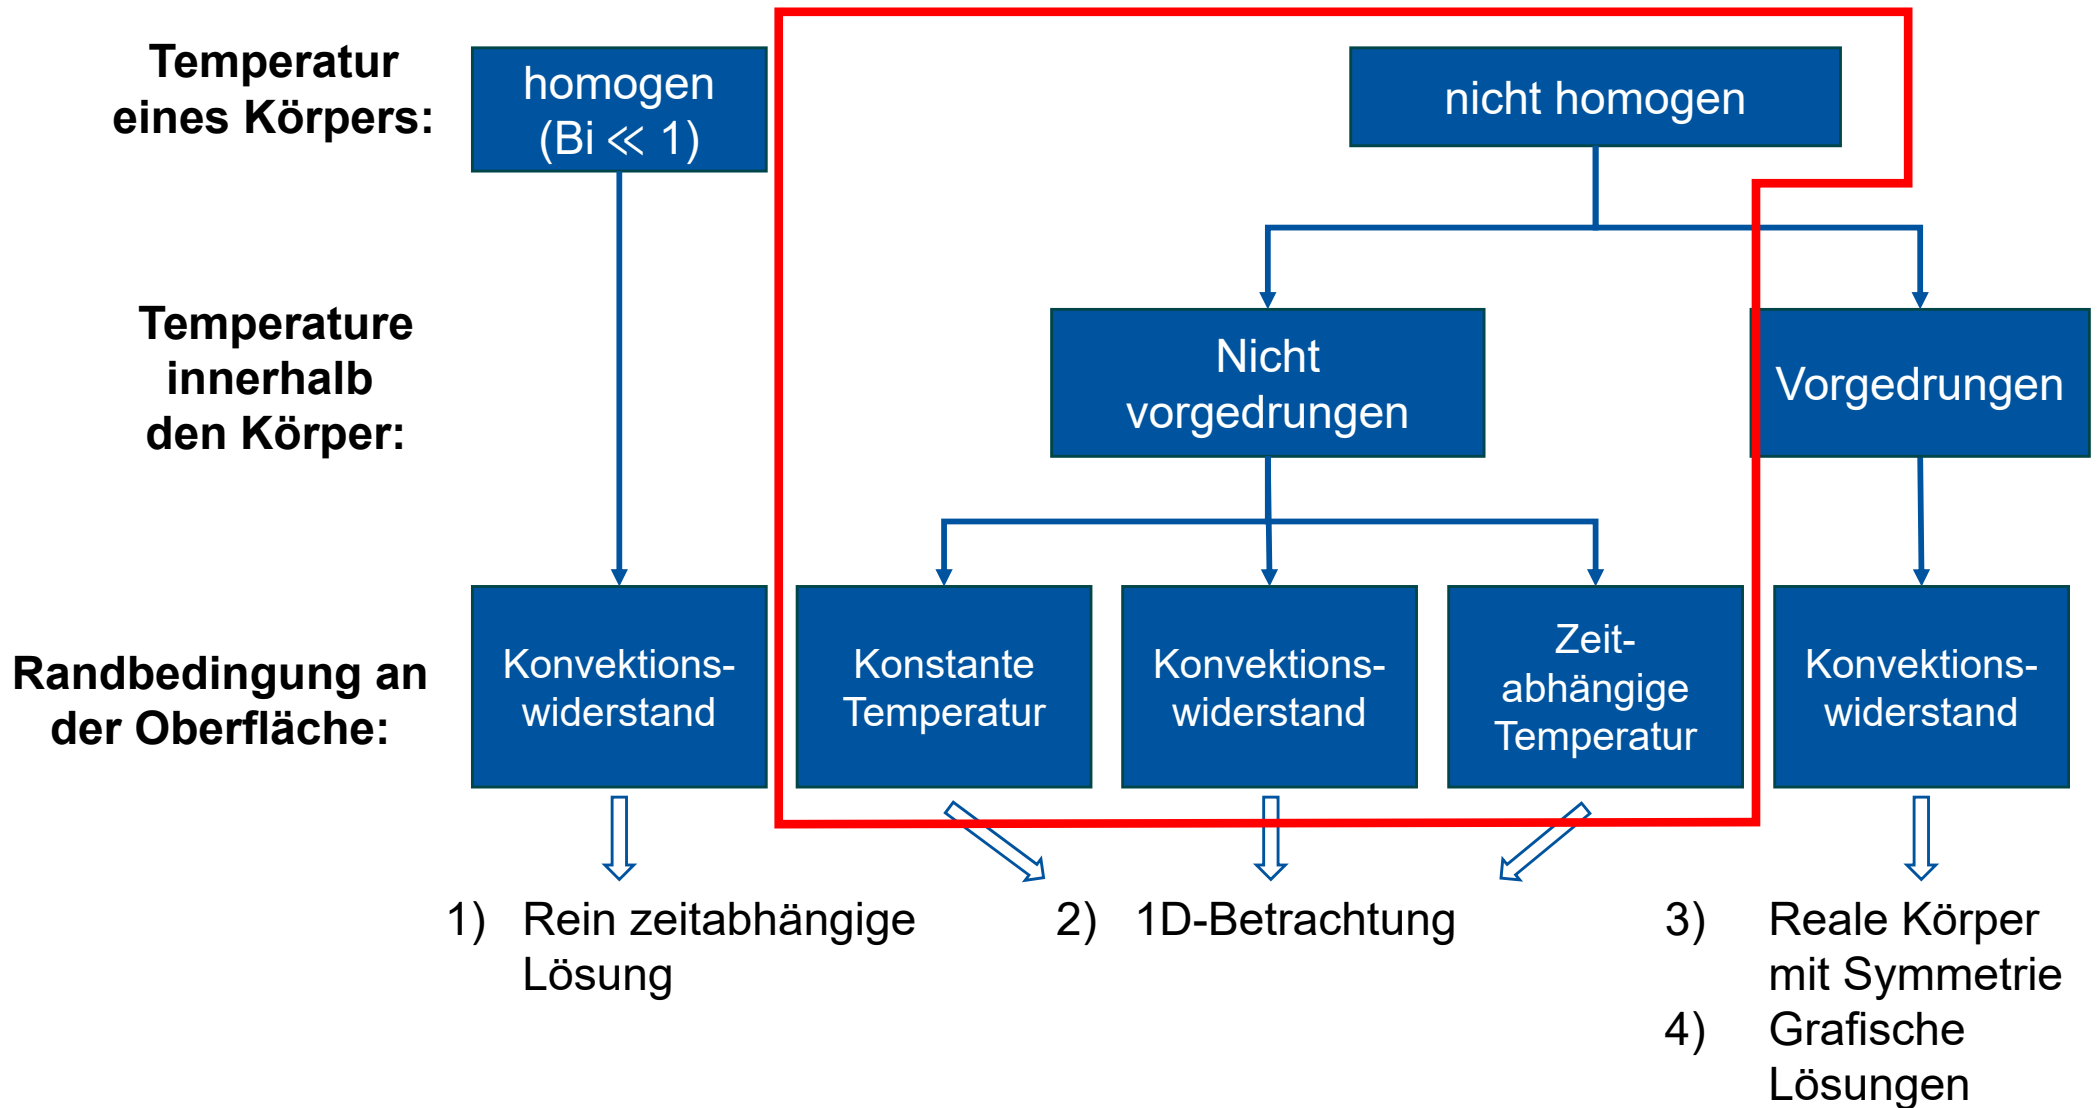 Temperatur
eines Körpers:
homogen
(Bi ≪ 1)
nicht homogen
Temperature
innerhalb
den Körper:
Nicht
vorgedrungen
Vorgedrungen
Randbedingung an
der Oberfläche:
Konvektions-
widerstand
Konstante
Temperatur
Konvektions-
widerstand
Zeit-
abhängige
Temperatur
Konvektions-
widerstand
1) Rein zeitabhängige
Lösung
2) 1D-Betrachtung
3) Reale Körper
mit Symmetrie
4) Grafische
Lösungen